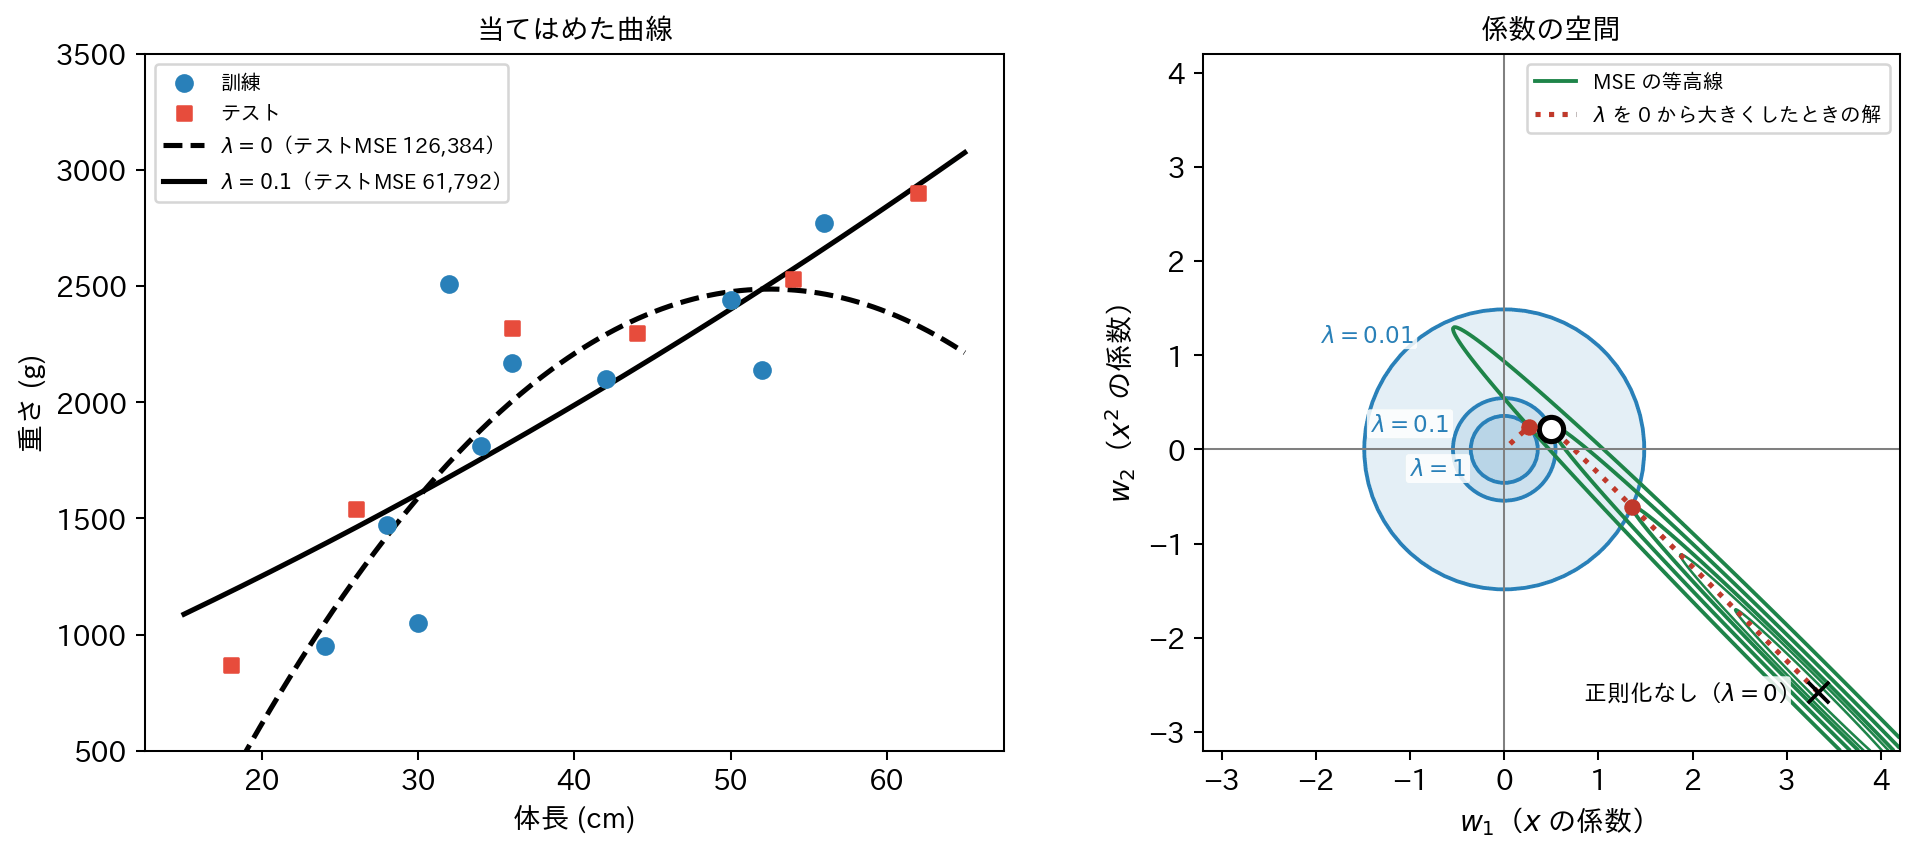 当てはめた曲線
3500
3000
2500
2000
1500
1000
500
重さ (g)
訓練
テスト
λ = 0（テストMSE 126,384）
λ = 0.1（テストMSE 61,792）
20 30 40 50 60
体長 (cm)
係数の空間
4
3
2
1
0
−1
−2
−3
w₂（x² の係数）
MSE の等高線
λ を 0 から大きくしたときの解
λ = 0.01
λ = 0.1
λ = 1
正則化なし（λ = 0）
−3 −2 −1 0 1 2 3 4
w₁（x の係数）